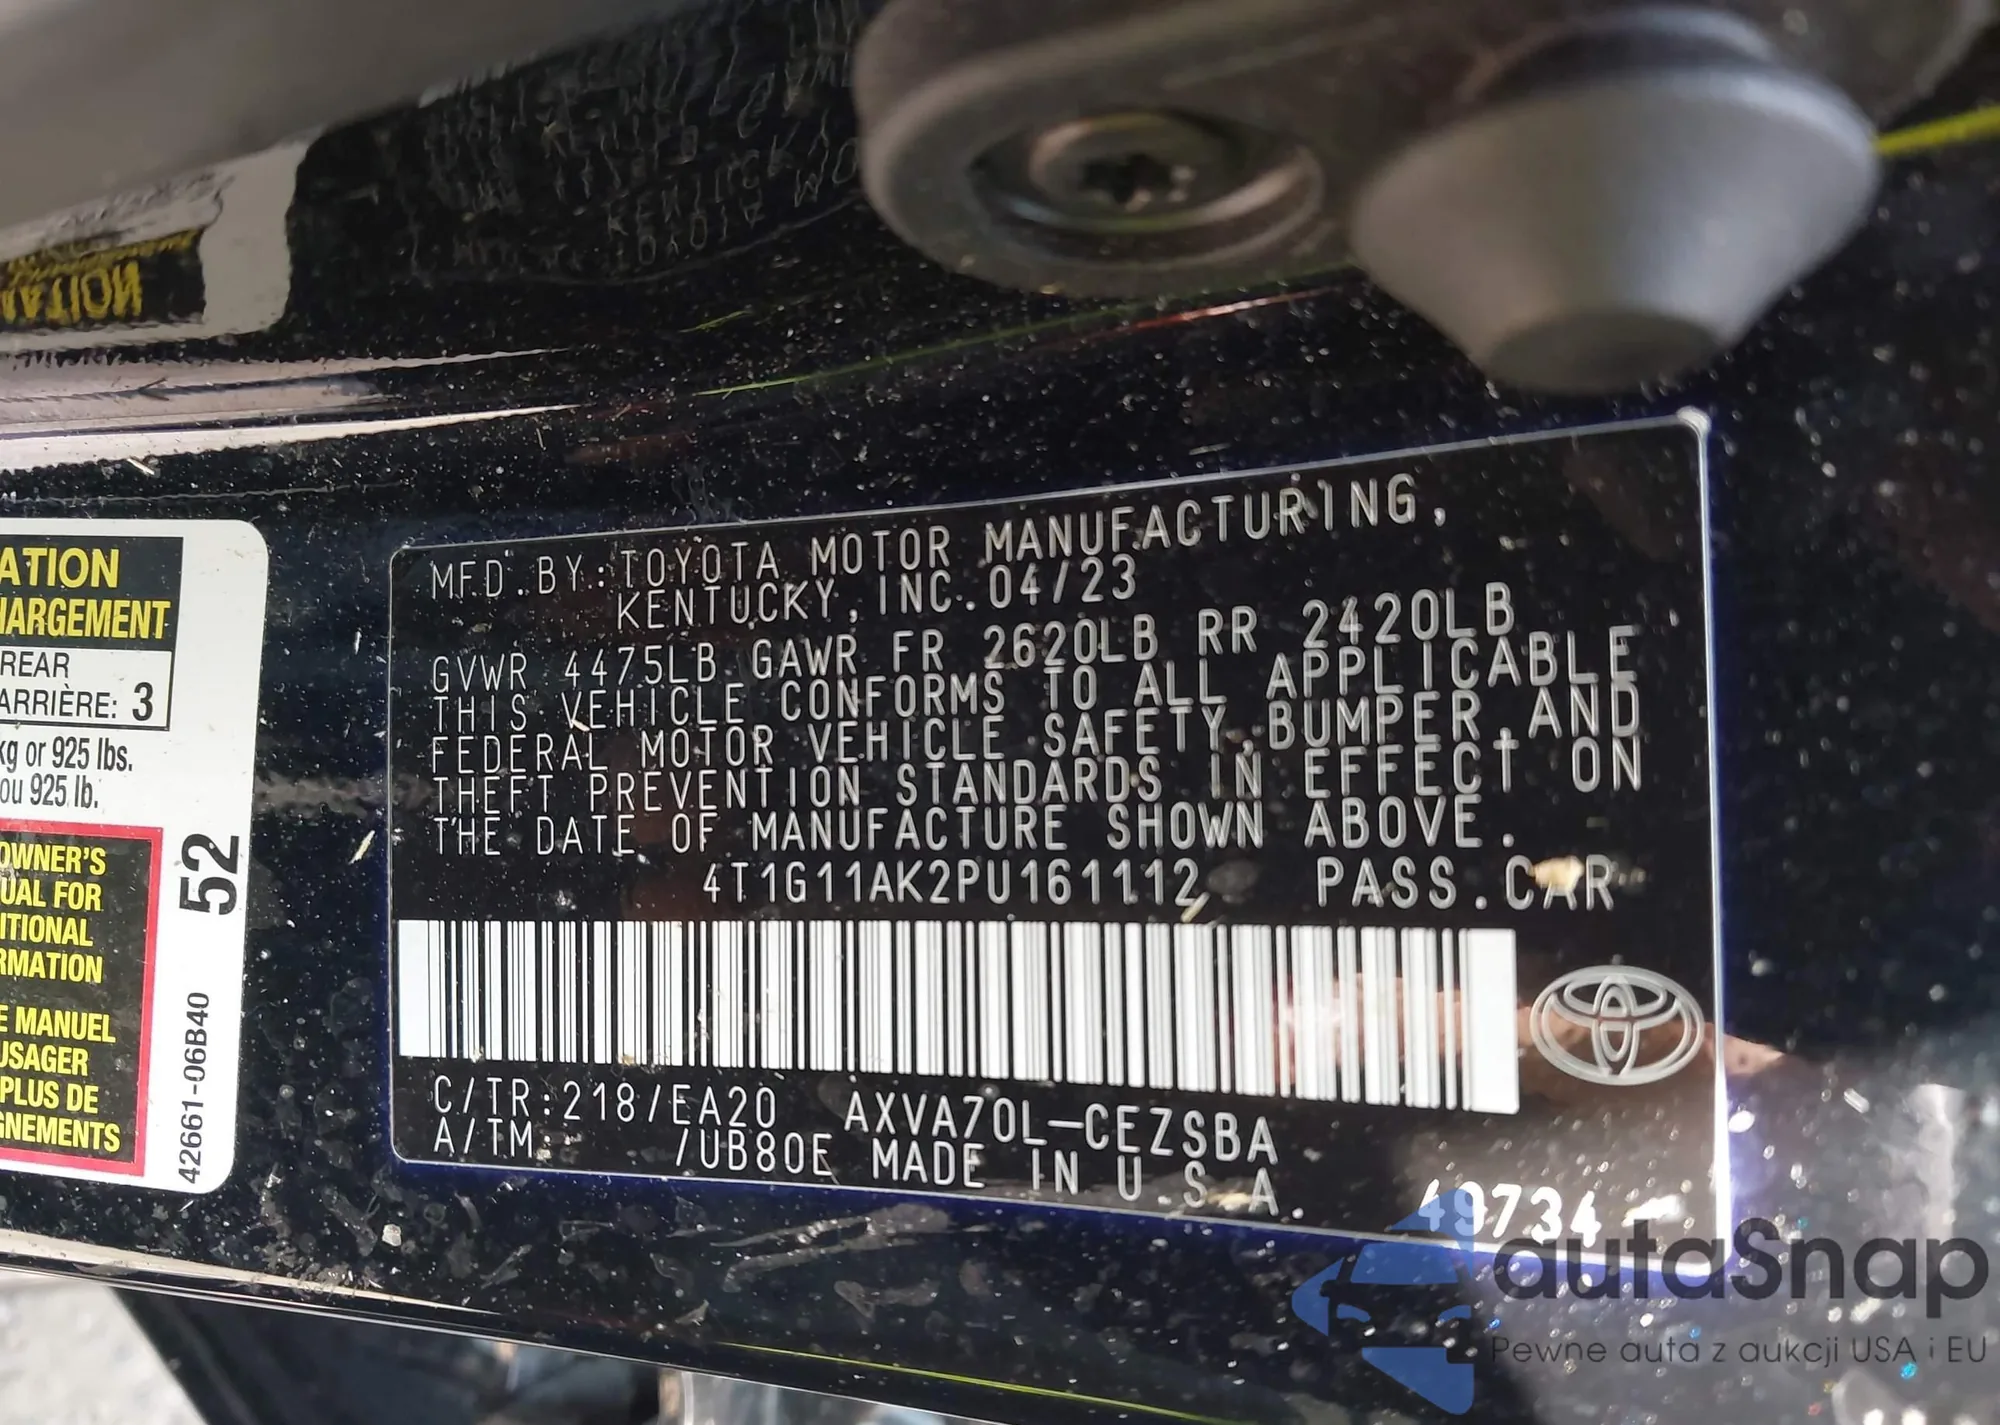 ATION
HARGEMENT
REAR
ARRIÈRE: 3
kg or 925 lbs.
ou 925 lb.
OWNER'S
UAL FOR
ITIONAL
RMATION
E MANUEL
USAGER
PLUS DE
GNEMENTS
52
42661-06B40
MFD.BY:TOYOTA MOTOR MANUFACTURING,
KENTUCKY, INC.04/23
GVWR 4475LB GAWR FR 2620LB RR 2420LB
THIS VEHICLE CONFORMS TO ALL APPLICABLE
FEDERAL MOTOR VEHICLE SAFETY,BUMPER,AND
THEFT PREVENTION STANDARDS IN EFFECT ON
THE DATE OF MANUFACTURE SHOWN ABOVE.
4T1G11AK2PU161112 PASS.CAR
C/TR:218/EA20 AXVA70L-CEZSBA
A/TM: /UB80E MADE IN U.S.A.
49734
autaSnap
Pewne auta z aukcji USA i EU